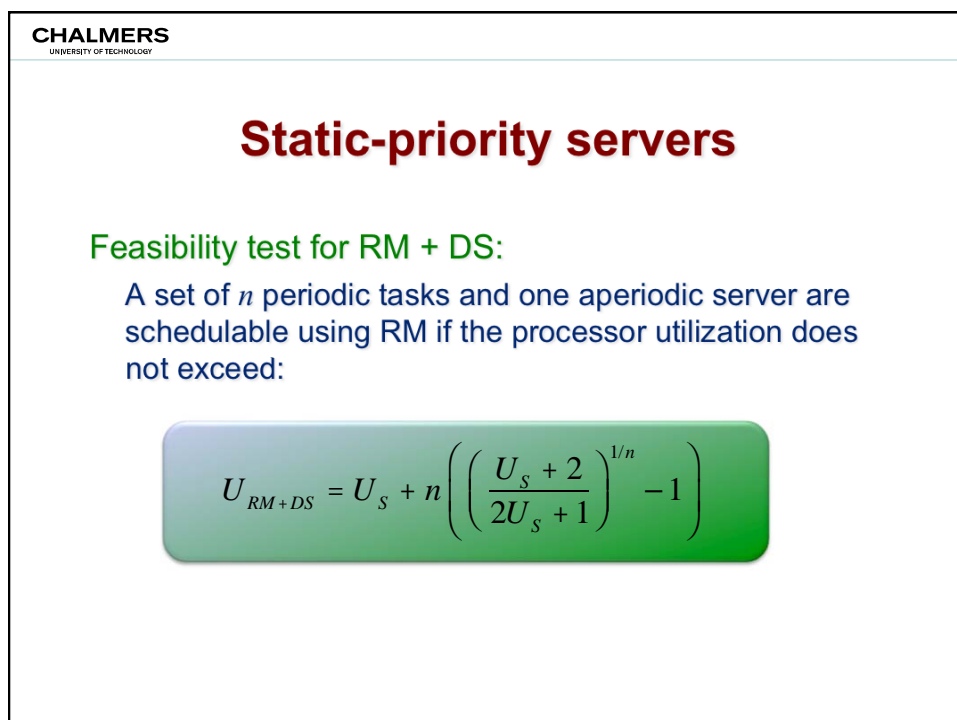 CHALMERS
UNIVERSITY OF TECHNOLOGY
Static-priority servers
Feasibility test for RM + DS:
A set of n periodic tasks and one aperiodic server are
schedulable using RM if the processor utilization does
not exceed:
U_{RM+DS} = U_S + n(((U_S + 2)/(2U_S + 1))^{1/n} − 1)